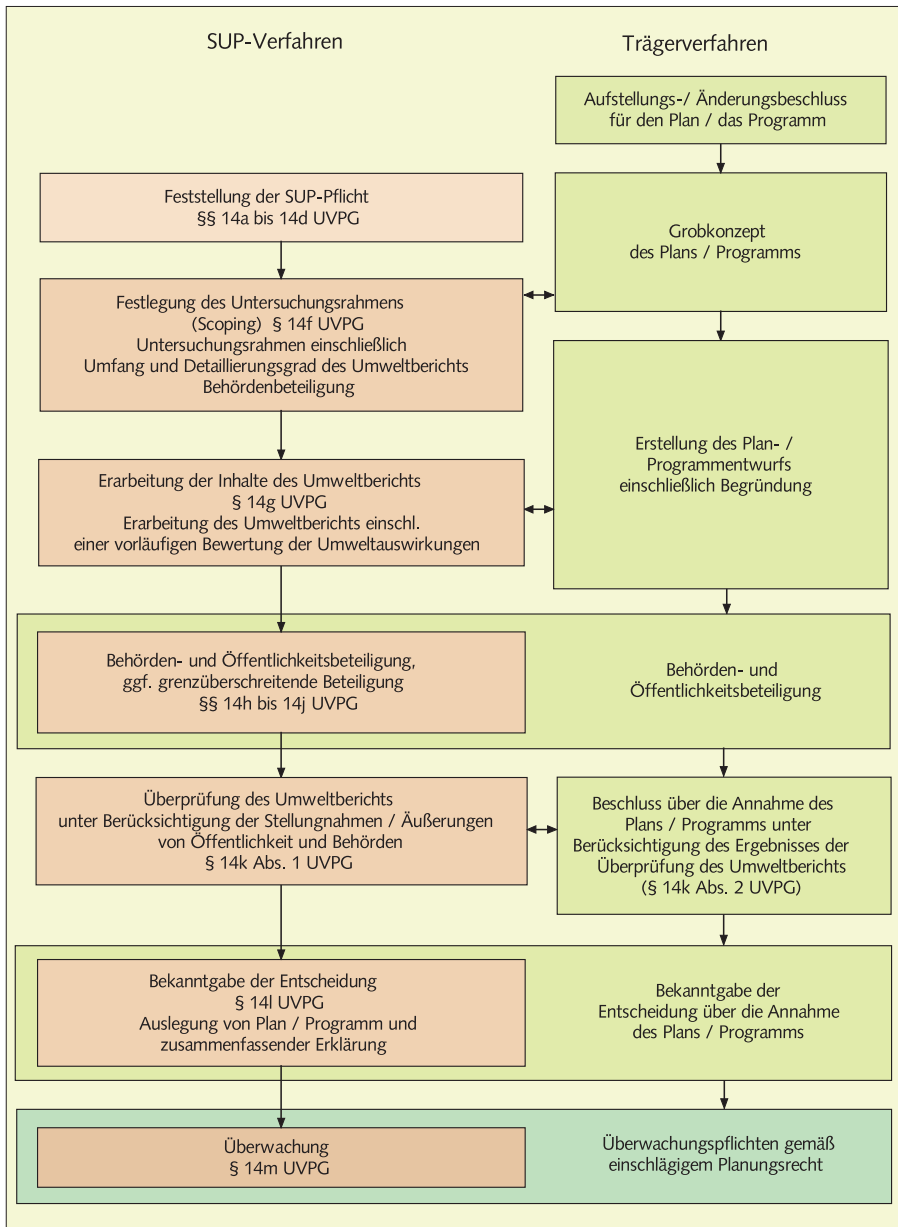 SUP-Verfahren
Trägerverfahren
Aufstellungs-/ Änderungsbeschluss
für den Plan / das Programm
Feststellung der SUP-Pflicht
§§ 14a bis 14d UVPG
Grobkonzept
des Plans / Programms
Festlegung des Untersuchungsrahmens
(Scoping) § 14f UVPG
Untersuchungsrahmen einschließlich
Umfang und Detaillierungsgrad des Umweltberichts
Behördenbeteiligung
Erstellung des Plan- /
Programmentwurfs
einschließlich Begründung
Erarbeitung der Inhalte des Umweltberichts
§ 14g UVPG
Erarbeitung des Umweltberichts einschl.
einer vorläufigen Bewertung der Umweltauswirkungen
Behörden- und Öffentlichkeitsbeteiligung,
ggf. grenzüberschreitende Beteiligung
§§ 14h bis 14j UVPG
Behörden- und
Öffentlichkeitsbeteiligung
Überprüfung des Umweltberichts
unter Berücksichtigung der Stellungnahmen / Äußerungen
von Öffentlichkeit und Behörden
§ 14k Abs. 1 UVPG
Beschluss über die Annahme des
Plans / Programms unter
Berücksichtigung des Ergebnisses der
Überprüfung des Umweltberichts
(§ 14k Abs. 2 UVPG)
Bekanntgabe der Entscheidung
§ 14l UVPG
Auslegung von Plan / Programm und
zusammenfassender Erklärung
Bekanntgabe der
Entscheidung über die Annahme
des Plans / Programms
Überwachung
§ 14m UVPG
Überwachungspflichten gemäß
einschlägigem Planungsrecht